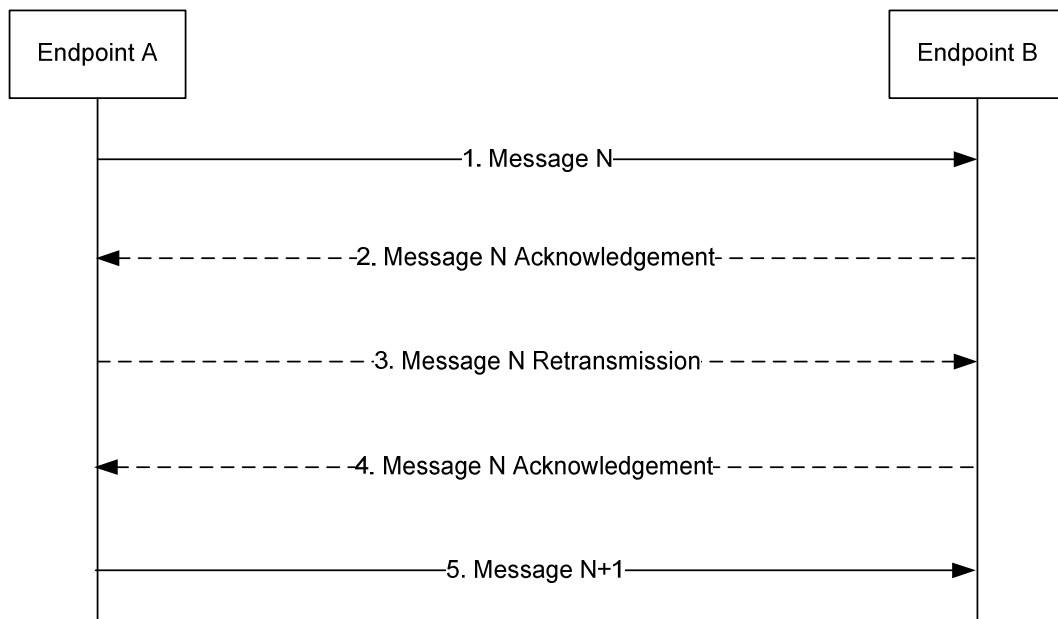 Endpoint A
Endpoint B
1. Message N
2. Message N Acknowledgement
3. Message N Retransmission
4. Message N Acknowledgement
5. Message N+1